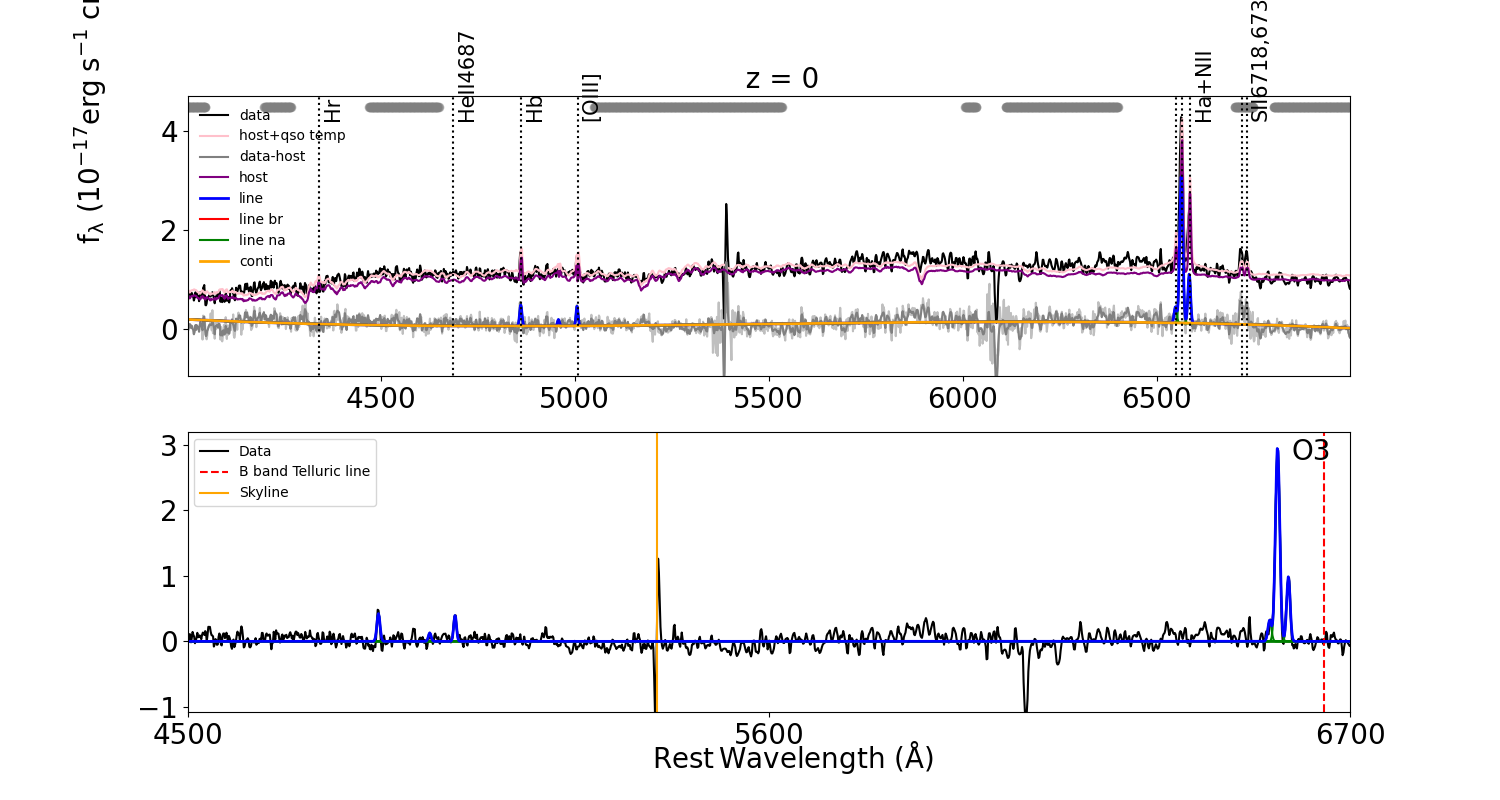 z = 0
f_λ (10^{−17}erg s^{−1}
Hr
HeII4687
Hb
[OIII]
Ha+NII
SII6718,673
data
host+qso temp
data-host
host
line
line br
line na
conti
4
2
0
4500 5000 5500 6000 6500
Data
B band Telluric line
Skyline
O3
3
2
1
0
−1
4500 5600 6700
Rest Wavelength (Å)